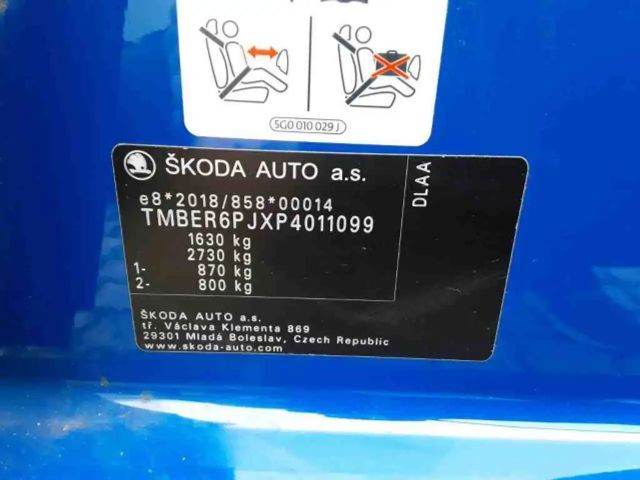 5G0 010 029 J
ŠKODA AUTO a.s.
e8*2018/858*00014
TMBER6PJXP4011099
1630 kg
2730 kg
1- 870 kg
2- 800 kg
DLAA
ŠKODA AUTO a.s.
tř. Václava Klementa 869
29301 Mladá Boleslav, Czech Republic
www.skoda-auto.com